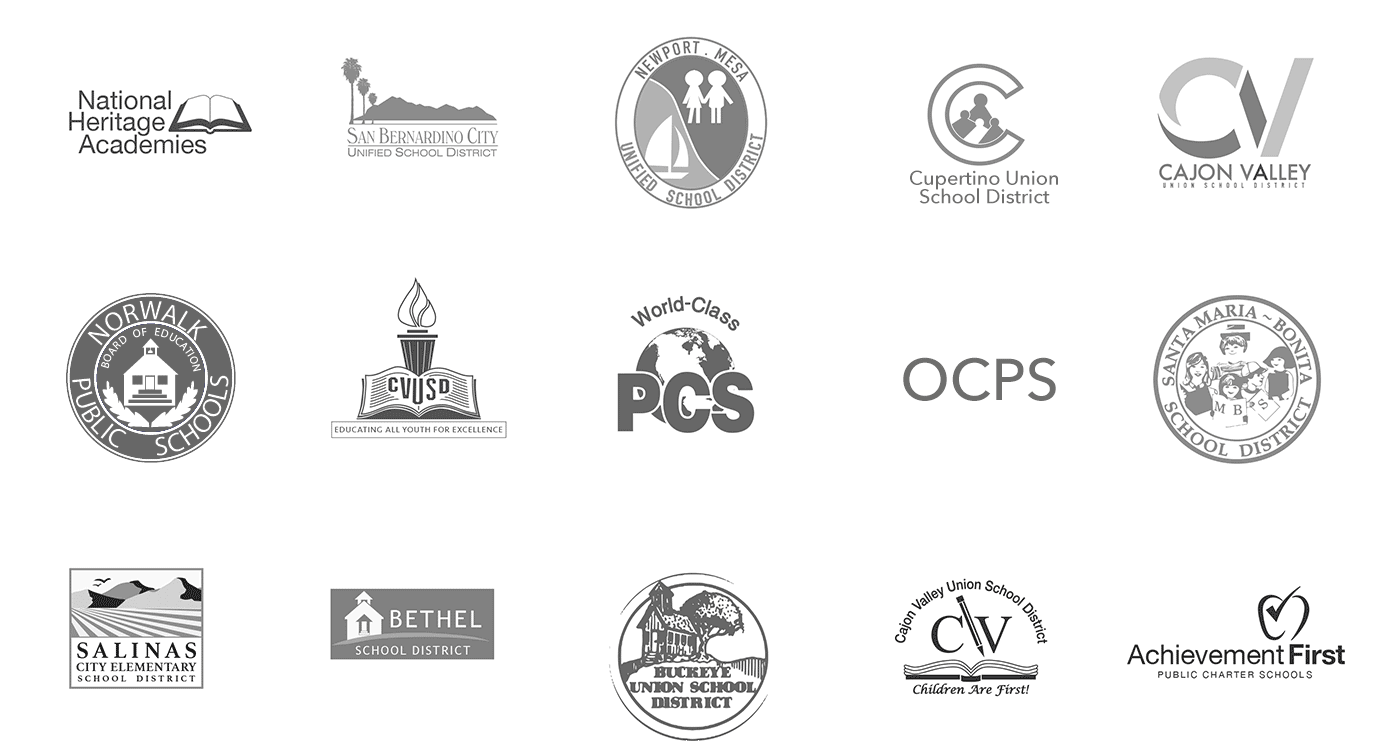 National
Heritage
Academies
SAN BERNARDINO CITY
UNIFIED SCHOOL DISTRICT
NEWPORT . MESA
UNIFIED SCHOOL DISTRICT
Cupertino Union
School District
CV
CAJON VALLEY
UNION SCHOOL DISTRICT
NORWALK
BOARD OF EDUCATION
PUBLIC SCHOOLS
CVUSD
EDUCATING ALL YOUTH FOR EXCELLENCE
World-Class
PCS
OCPS
SANTA MARIA ~ BONITA
M B S
SCHOOL DISTRICT
SALINAS
CITY ELEMENTARY
SCHOOL DISTRICT
BETHEL
SCHOOL DISTRICT
BUCKEYE
UNION SCHOOL
DISTRICT
Cajon Valley Union School District
CV
Children Are First!
Achievement First
PUBLIC CHARTER SCHOOLS